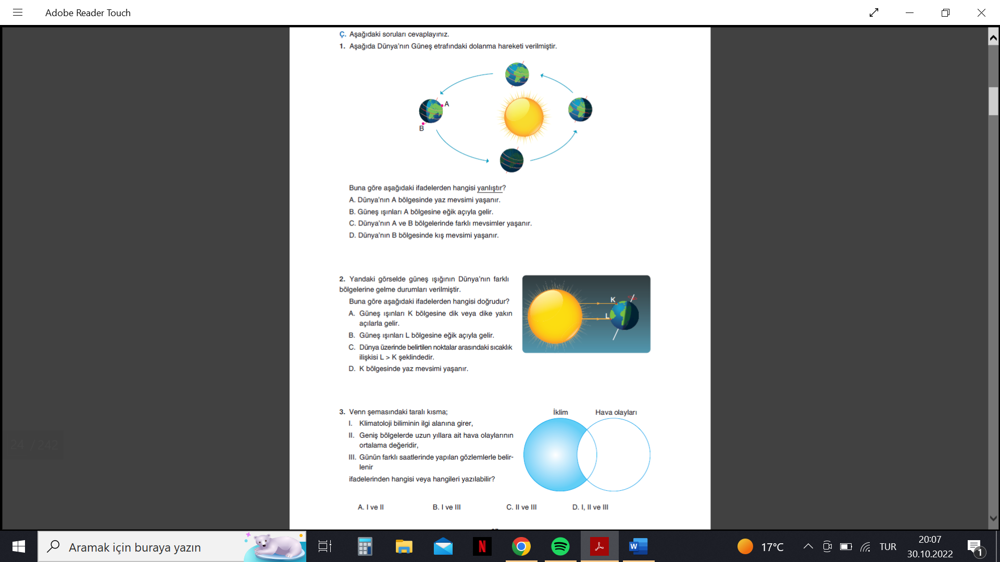 Adobe Reader Touch
Ç. Aşağıdaki soruları cevaplayınız.
1. Aşağıda Dünya'nın Güneş etrafındaki dolanma hareketi verilmiştir.
A
B
Buna göre aşağıdaki ifadelerden hangisi yanlıştır?
A. Dünya'nın A bölgesinde yaz mevsimi yaşanır.
B. Güneş ışınları A bölgesine eğik açıyla gelir.
C. Dünya'nın A ve B bölgelerinde farklı mevsimler yaşanır.
D. Dünya'nın B bölgesinde kış mevsimi yaşanır.
2. Yandaki görselde güneş ışığının Dünya'nın farklı
bölgelerine gelme durumları verilmiştir.
Buna göre aşağıdaki ifadelerden hangisi doğrudur?
A. Güneş ışınları K bölgesine dik veya dike yakın
açılarla gelir.
B. Güneş ışınları L bölgesine eğik açıyla gelir.
C. Dünya üzerinde belirtilen noktalar arasındaki sıcaklık
ilişkisi L > K şeklindedir.
D. K bölgesinde yaz mevsimi yaşanır.
K
L
3. Venn şemasındaki taralı kısma;
I. Klimatoloji biliminin ilgi alanına girer,
II. Geniş bölgelerde uzun yıllara ait hava olaylarının
ortalama değeridir,
III. Günün farklı saatlerinde yapılan gözlemlerle belir-
lenir
ifadelerinden hangisi veya hangileri yazılabilir?
İklim
Hava olayları
A. I ve II
B. I ve III
C. II ve III
D. I, II ve III
24 / 242
Aramak için buraya yazın
N
W
17°C
TUR
20:07
30.10.2022
1